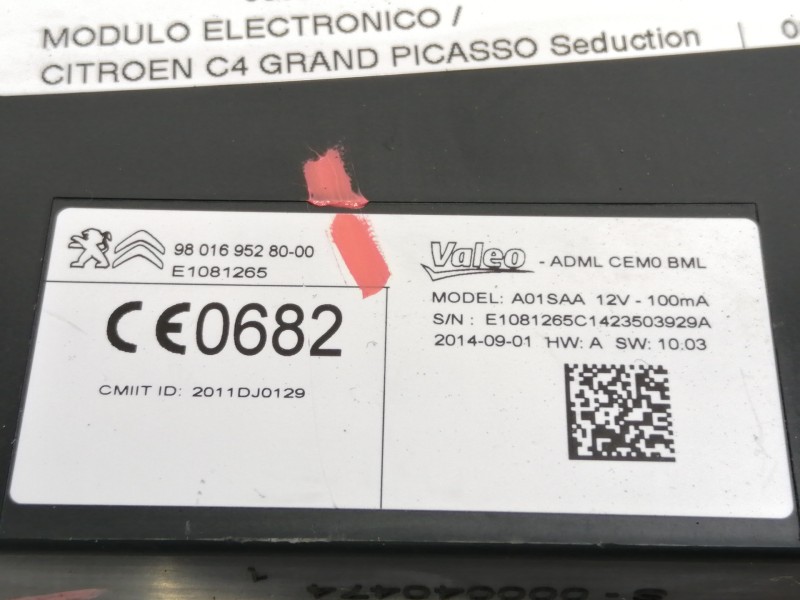 MODULO ELECTRONICO /
CITROEN C4 GRAND PICASSO Seduction | 0
98 016 952 80-00
E1081265
CE0682
CMIIT ID: 2011DJ0129
Valeo - ADML CEM0 BML
MODEL: A01SAA 12V - 100mA
S/N : E1081265C1423503929A
2014-09-01 HW: A SW: 10.03